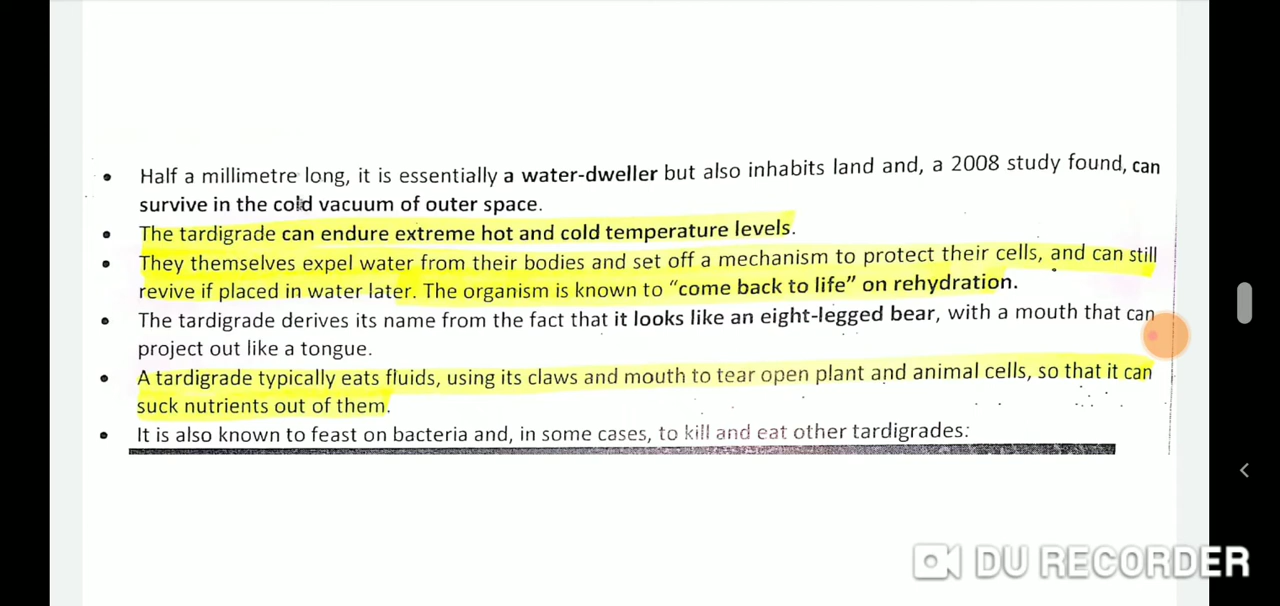 • Half a millimetre long, it is essentially a water-dweller but also inhabits land and, a 2008 study found, can
survive in the cold vacuum of outer space.
• The tardigrade can endure extreme hot and cold temperature levels.
• They themselves expel water from their bodies and set off a mechanism to protect their cells, and can still
revive if placed in water later. The organism is known to “come back to life” on rehydration.
• The tardigrade derives its name from the fact that it looks like an eight-legged bear, with a mouth that can
project out like a tongue.
• A tardigrade typically eats fluids, using its claws and mouth to tear open plant and animal cells, so that it can
suck nutrients out of them.
• It is also known to feast on bacteria and, in some cases, to kill and eat other tardigrades:
DU RECORDER